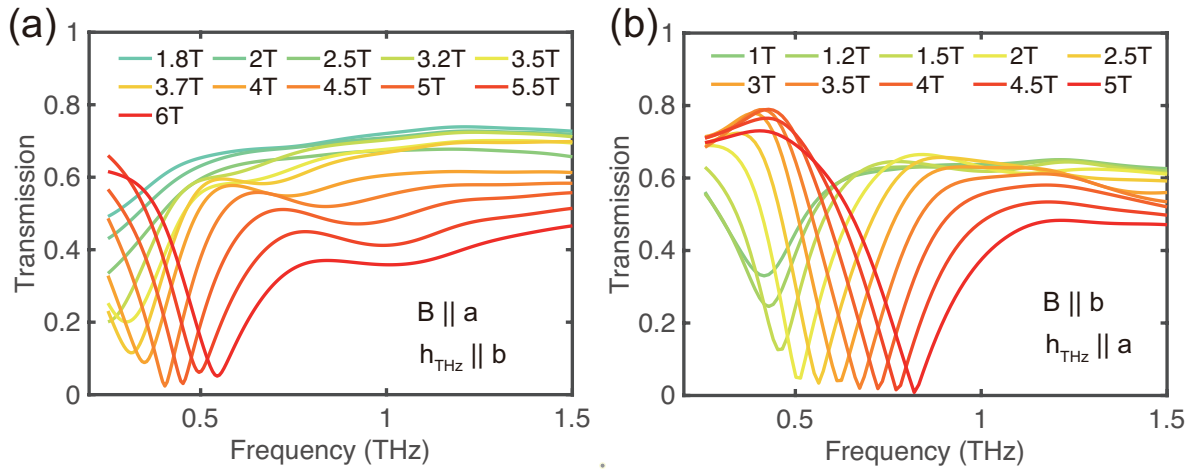 (a)
1
0.8
0.6
0.4
0.2
0
Transmission
1.8T 2T 2.5T 3.2T 3.5T
3.7T 4T 4.5T 5T 5.5T
6T
B || a
h_THz || b
0.5 1 1.5
Frequency (THz)
(b)
1
0.8
0.6
0.4
0.2
0
Transmission
1T 1.2T 1.5T 2T 2.5T
3T 3.5T 4T 4.5T 5T
B || b
h_THz || a
0.5 1 1.5
Frequency (THz)